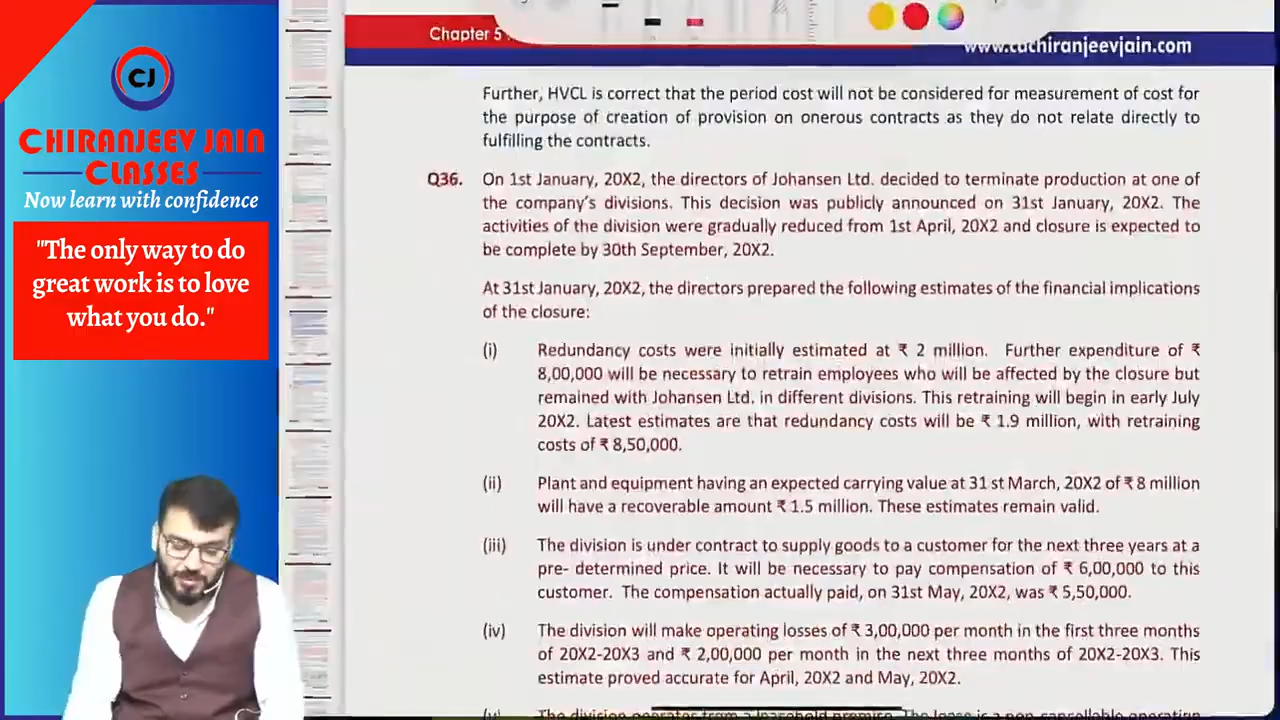 Chapter 5
www.chiranjeevjain.com
CJ
CHIRANJEEV JAIN
CLASSES
Now learn with confidence
"The only way to do
great work is to love
what you do."
Further, HVCL is correct that the bond cost will not be considered for measurement of cost for
the purpose of creation of provision on onerous contracts as they do not relate directly to
fulfilling the contracts.
Q36. On 1st January, 20X2, the directors of Johansen Ltd. decided to terminate production at one of
the company's divisions. This decision was publicly announced on 31st January, 20X2. The
activities of the division were gradually reduced from 1st April, 20X2 and closure is expected to
be complete by 30th September, 20X2.
At 31st January, 20X2, the directors prepared the following estimates of the financial implications
of the closure:
(i) Redundancy costs were initially estimated at ₹ 2 million. Further expenditure of ₹
8,00,000 will be necessary to retrain employees who will be affected by the closure but
remained with Johansen Ltd. in different divisions. This retraining will begin in early July
20X2. Latest estimates are that redundancy costs will be ₹ 1.9 million, with retraining
costs of ₹ 8,50,000.
(ii) Plant and equipment having an expected carrying value at 31 st March, 20X2 of ₹ 8 million
will have a recoverable amount ₹ 1.5 million. These estimates remain valid.
(iii) The division is under contract to supply goods to a customer for the next three years at a
pre- determined price. It will be necessary to pay compensation of ₹ 6,00,000 to this
customer. The compensation actually paid, on 31st May, 20X2, was ₹ 5,50,000.
(iv) The division will make operating losses of ₹ 3,00,000 per month in the first three months
of 20X2-20X3 and ₹ 2,00,000 per month in the next three months of 20X2-20X3. This
estimate proved accurate for April, 20X2 and May, 20X2.